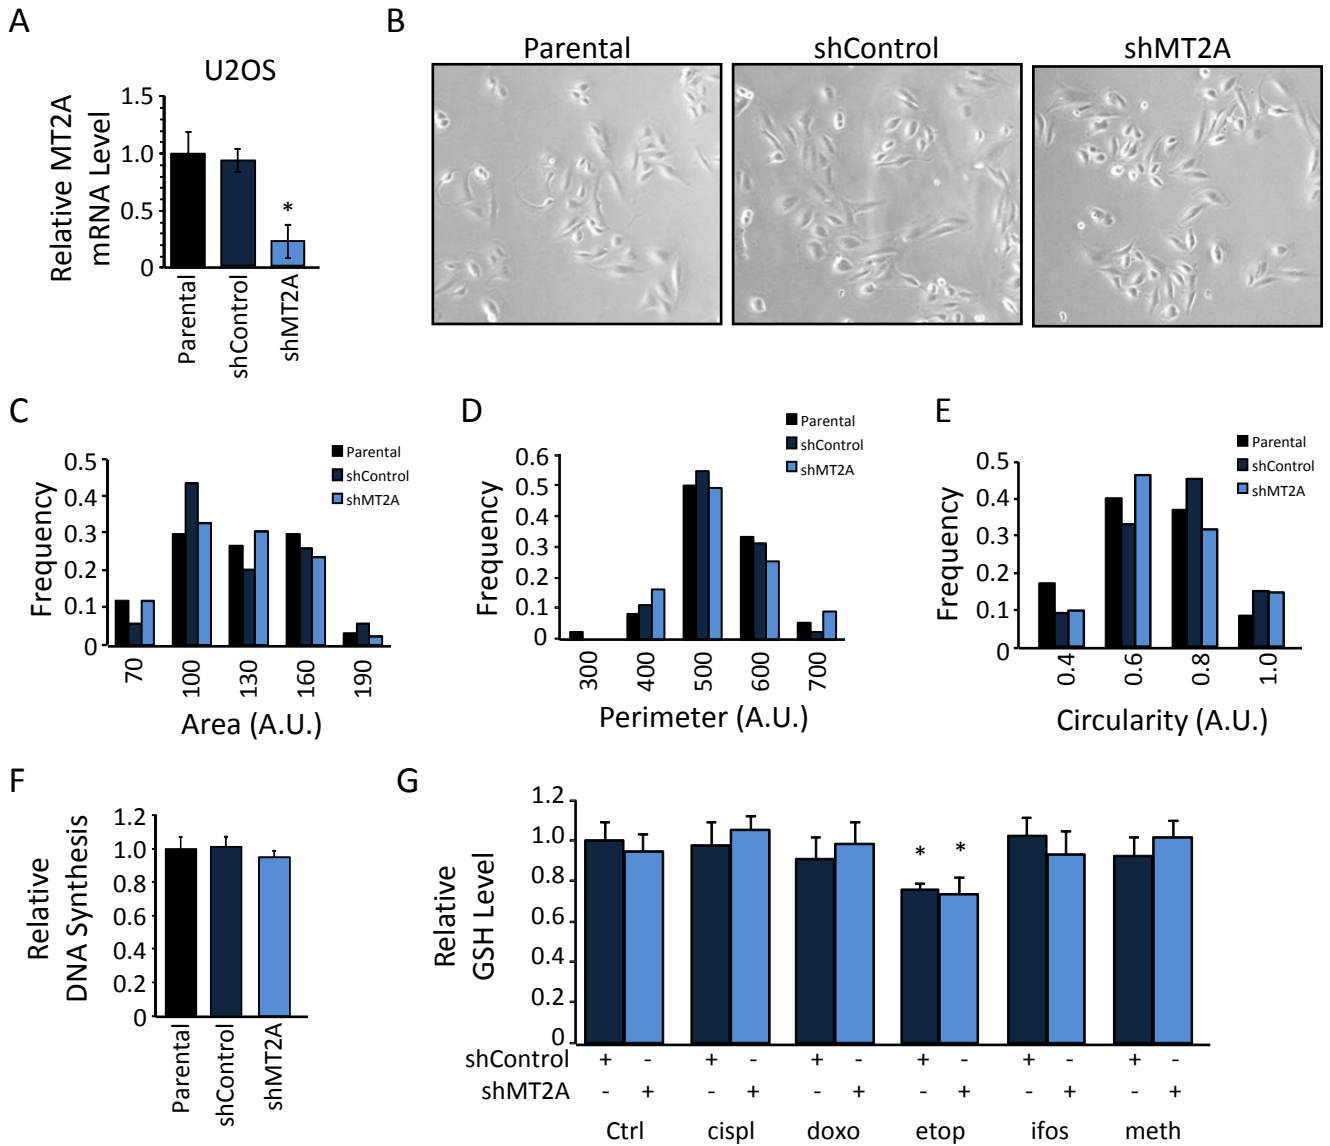 A
U2OS
Relative MT2A
mRNA Level
1.5
1.0
0.5
0
*
Parental
shControl
shMT2A
B
Parental
shControl
shMT2A
C
Frequency
0.5
0.4
0.3
0.2
0.1
0
Parental
shControl
shMT2A
70
100
130
160
190
Area (A.U.)
D
Frequency
0.6
0.5
0.4
0.3
0.2
0.1
0
Parental
shControl
shMT2A
300
400
500
600
700
Perimeter (A.U.)
E
Frequency
0.5
0.4
0.3
0.2
0.1
0
Parental
shControl
shMT2A
0.4
0.6
0.8
1.0
Circularity (A.U.)
F
Relative
DNA Synthesis
1.2
1.0
0.8
0.6
0.4
0.2
0
Parental
shControl
shMT2A
G
Relative
GSH Level
1.2
1.0
0.8
0.6
0.4
0.2
0
* *
shControl + - + - + - + - + - + -
shMT2A - + - + - + - + - + - +
Ctrl cispl doxo etop ifos meth